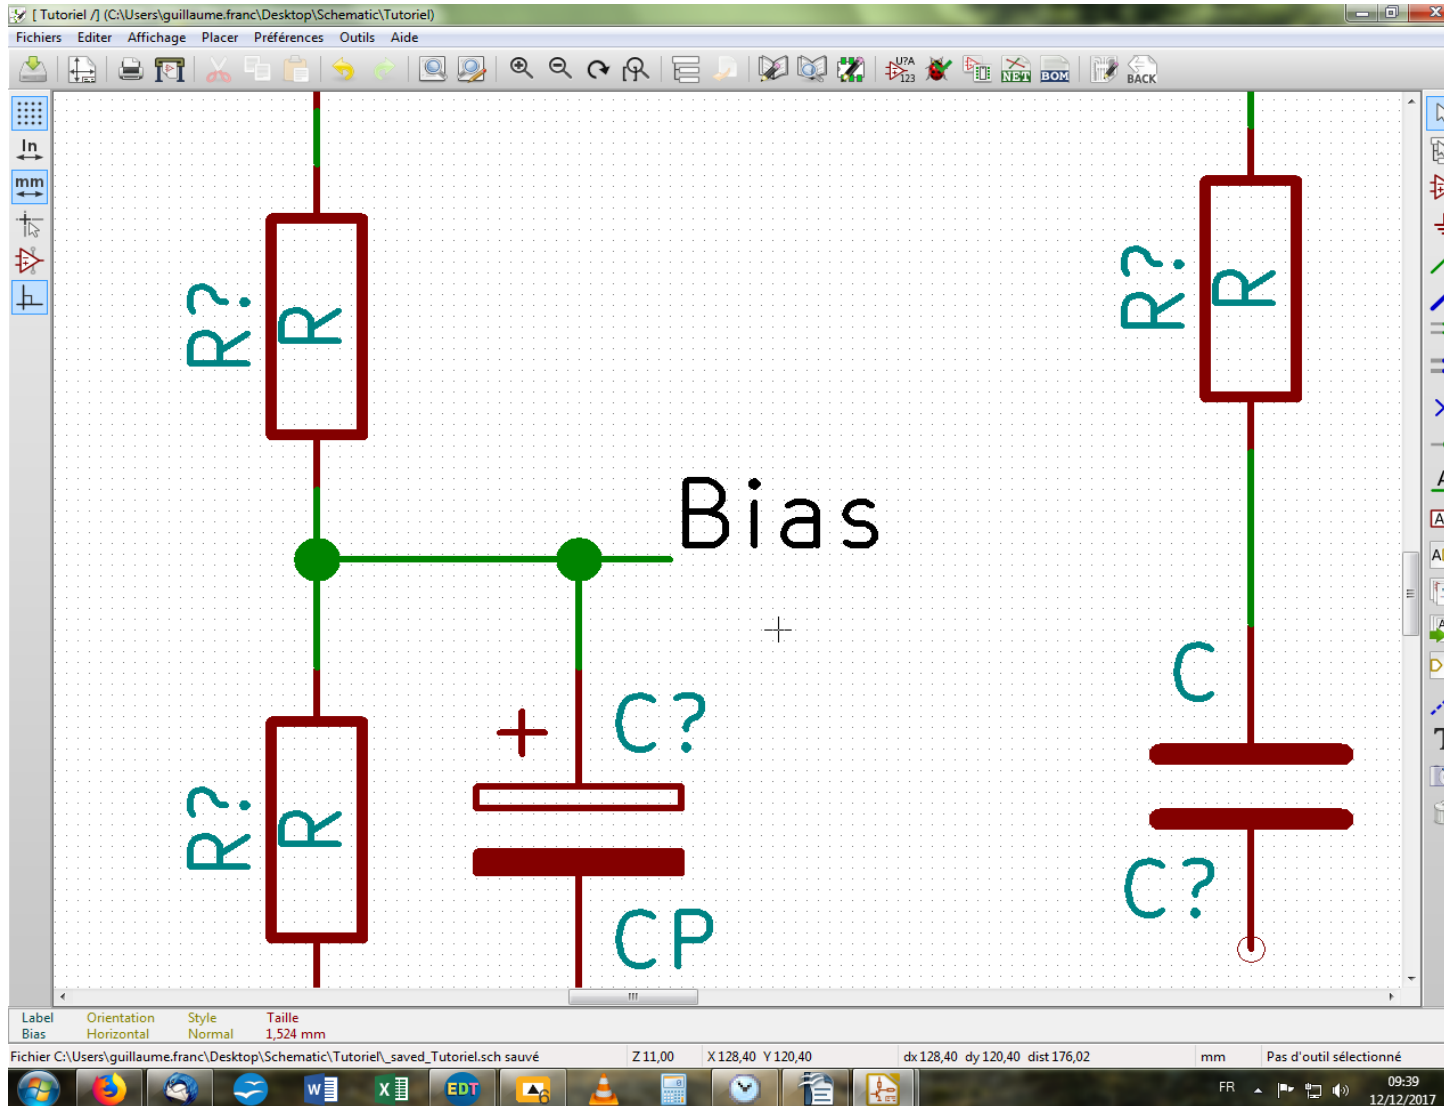 [ Tutoriel /] (C:\Users\guillaume.franc\Desktop\Schematic\Tutoriel)
Fichiers Editer Affichage Placer Préférences Outils Aide
U?A
123
NET
BOM
BACK
In
mm
R?
R
R?
R
Bias
C
C?
C?
R?
R
CP
Label Orientation Style Taille
Bias Horizontal Normal 1,524 mm
Fichier C:\Users\guillaume.franc\Desktop\Schematic\Tutoriel\_saved_Tutoriel.sch sauvé Z 11,00 X 128,40 Y 120,40 dx 128,40 dy 120,40 dist 176,02 mm Pas d'outil sélectionné
EDT
FR
09:39
12/12/2017